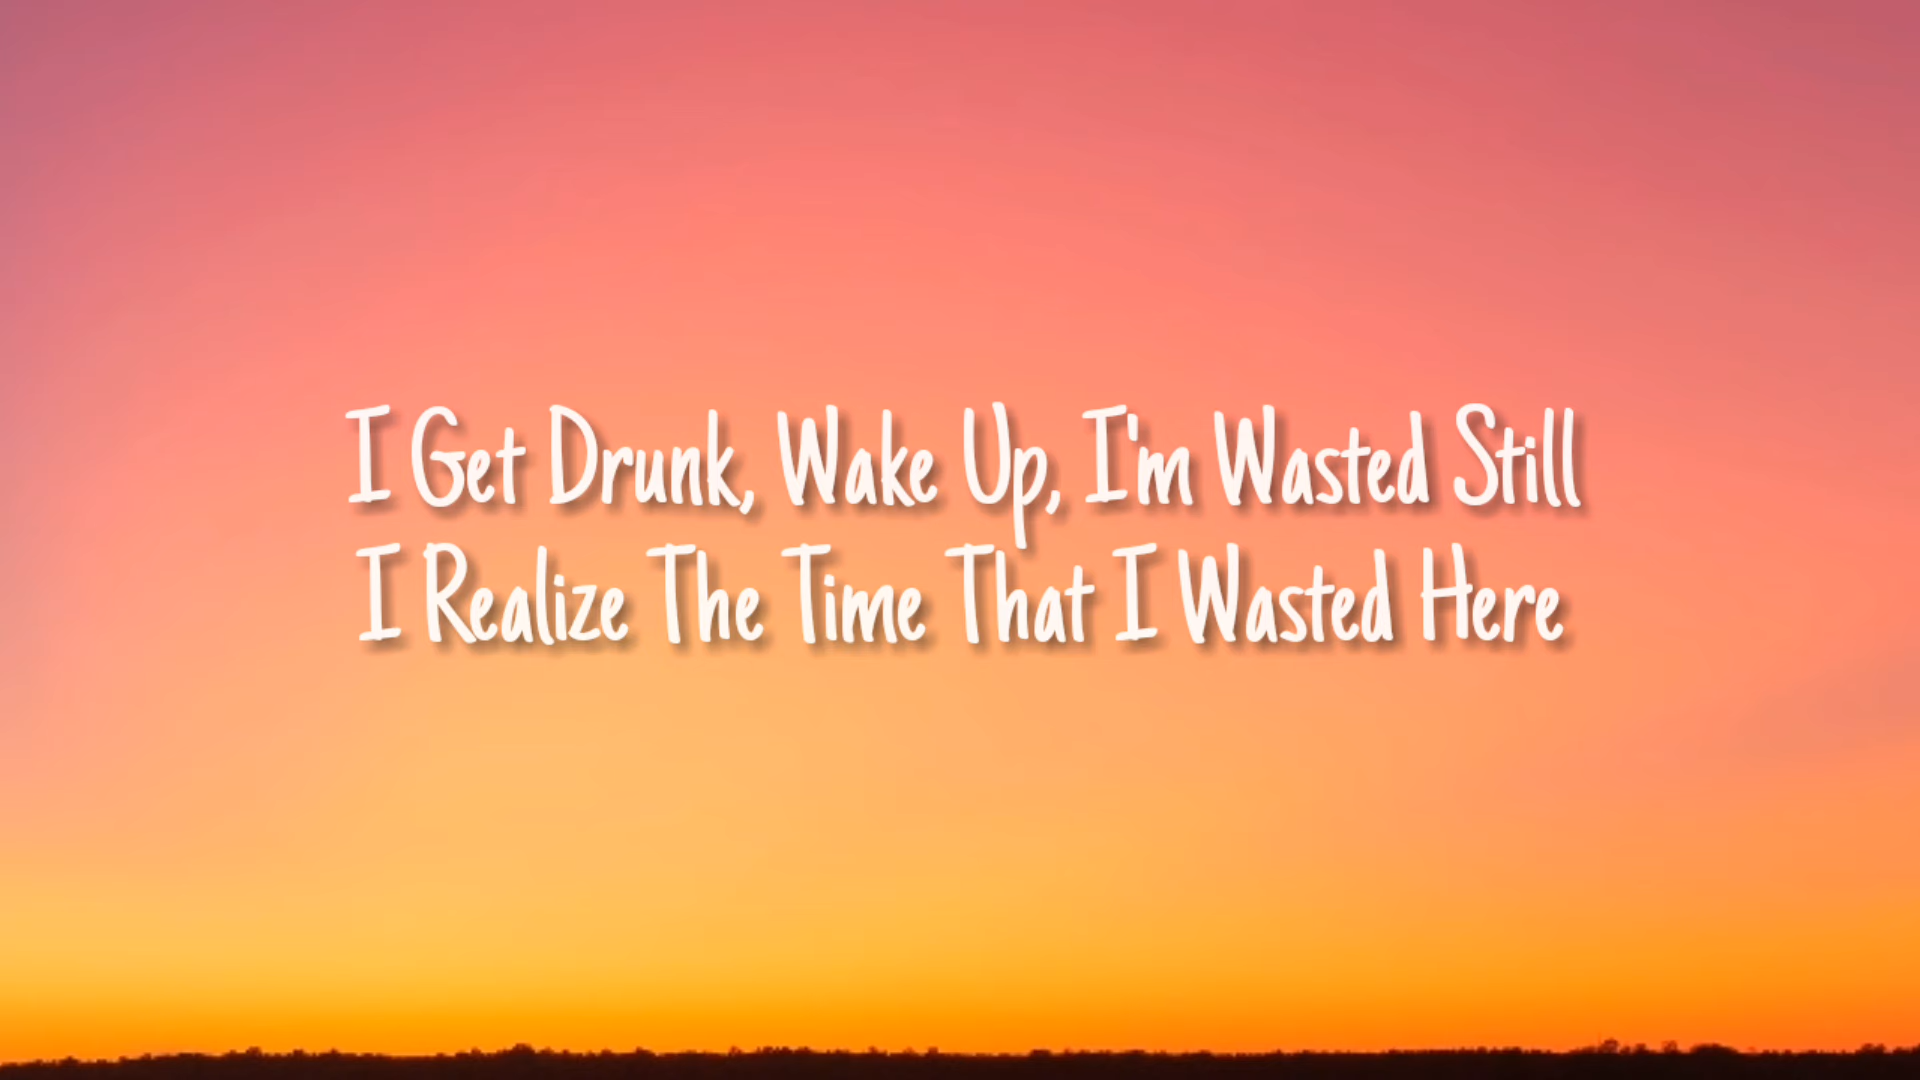 I Get Drunk, Wake Up, I'm Wasted Still
I Realize The Time That I Wasted Here